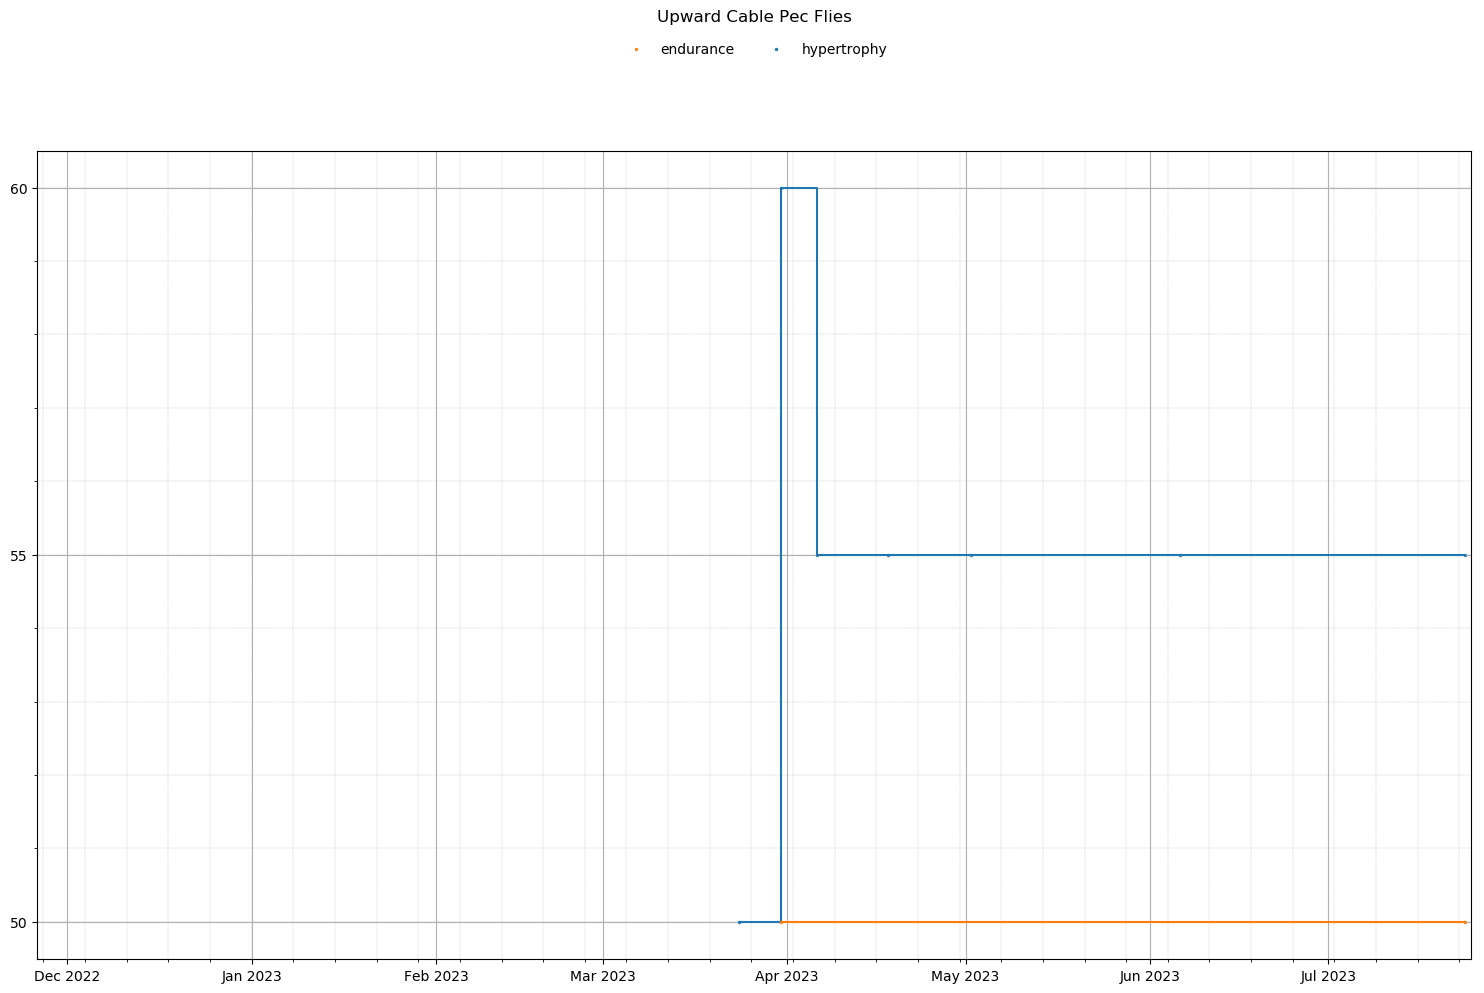 Upward Cable Pec Flies
endurance hypertrophy
60
55
50
Dec 2022 Jan 2023 Feb 2023 Mar 2023 Apr 2023 May 2023 Jun 2023 Jul 2023